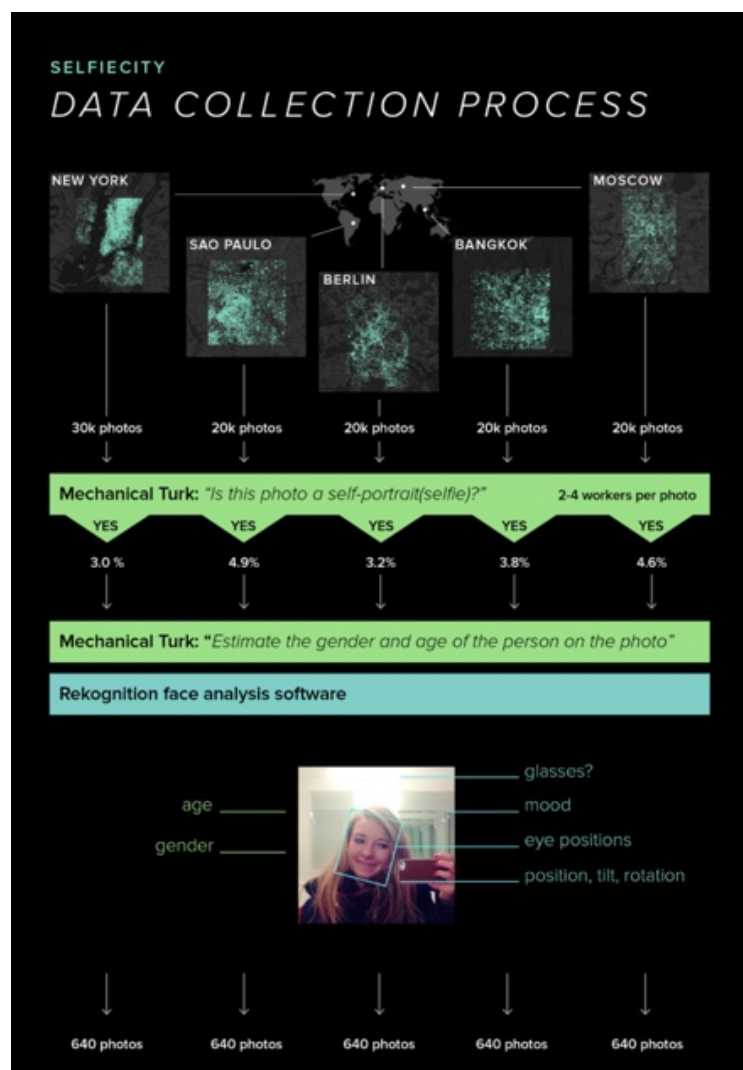 SELFIECITY
DATA COLLECTION PROCESS
NEW YORK
MOSCOW
SAO PAULO
BANGKOK
BERLIN
30k photos 20k photos 20k photos 20k photos 20k photos
Mechanical Turk: “Is this photo a self-portrait(selfie)?” 2-4 workers per photo
YES YES YES YES YES
3.0 % 4.9% 3.2% 3.8% 4.6%
Mechanical Turk: “Estimate the gender and age of the person on the photo”
Rekognition face analysis software
glasses?
age mood
gender eye positions
position, tilt, rotation
640 photos 640 photos 640 photos 640 photos 640 photos